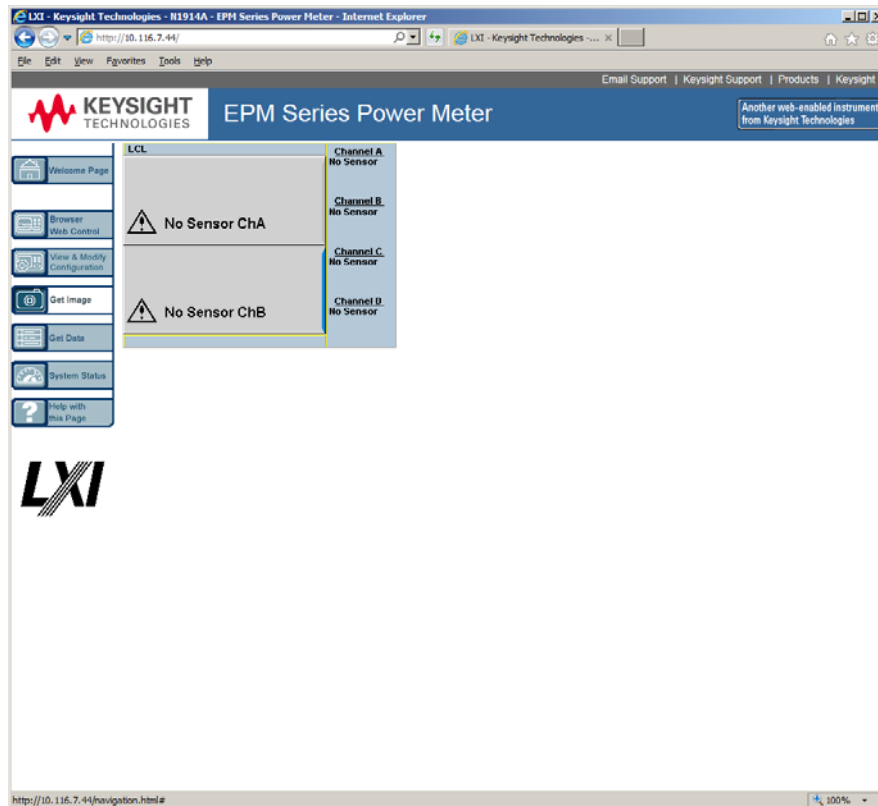 LXI - Keysight Technologies - N1914A - EPM Series Power Meter - Internet Explorer
http://10.116.7.44/
LXI - Keysight Technologies -...
File Edit View Favorites Tools Help
Email Support | Keysight Support | Products | Keysight
KEYSIGHT
TECHNOLOGIES
EPM Series Power Meter
Another web-enabled instrument
from Keysight Technologies
Welcome Page
Browser
Web Control
View & Modify
Configuration
Get Image
Get Data
System Status
Help with
this Page
LXI
LCL
No Sensor ChA
No Sensor ChB
Channel A
No Sensor
Channel B
No Sensor
Channel C
No Sensor
Channel D
No Sensor
http://10.116.7.44/navigation.html#
100%